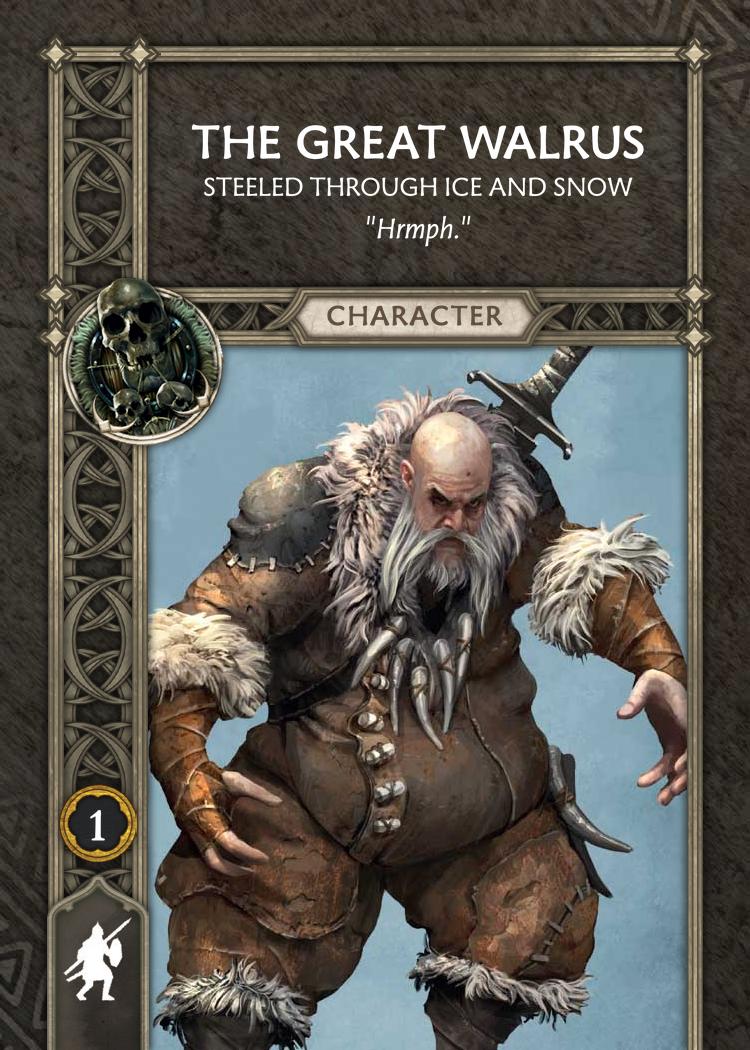 THE GREAT WALRUS
STEELED THROUGH ICE AND SNOW
"Hrmph."
CHARACTER
1